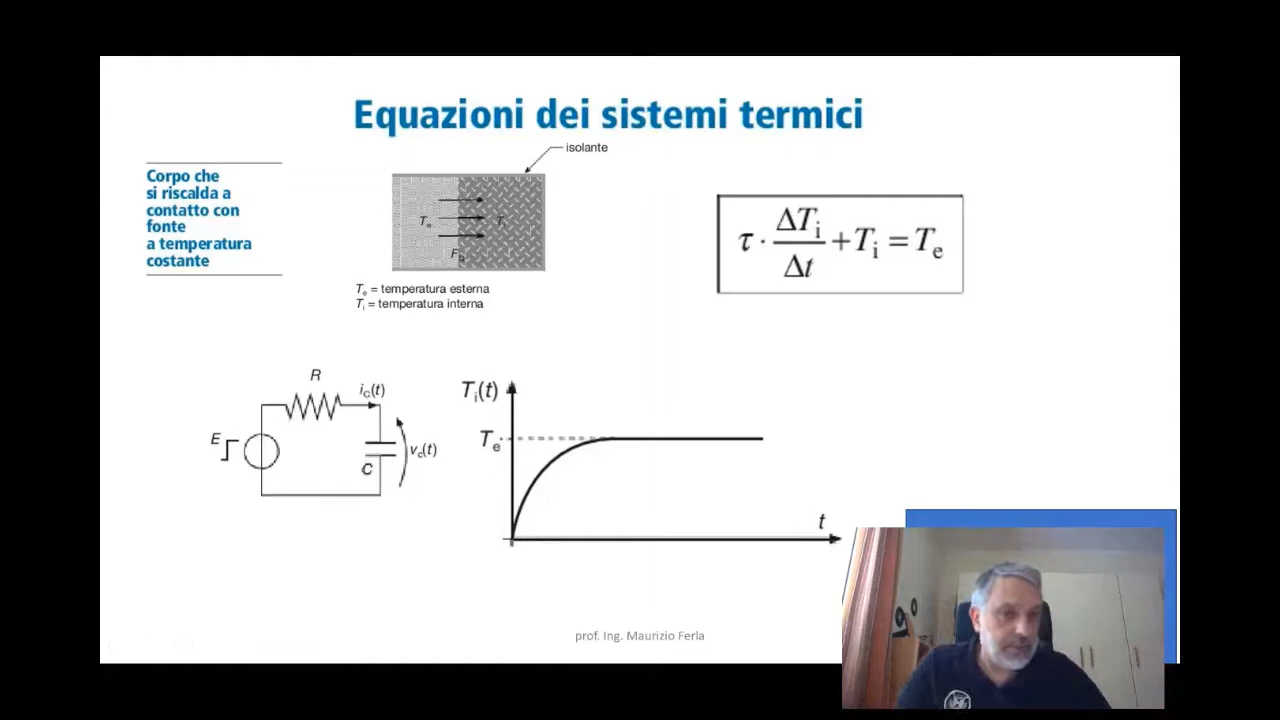 Equazioni dei sistemi termici
isolante
Corpo che
si riscalda a
contatto con
fonte
a temperatura
costante
Te
Ti
Te = temperatura esterna
Ti = temperatura interna
τ · ΔTi/Δt + Ti = Te
R
ic(t)
E
C
vc(t)
Ti(t)
Te
t
prof. Ing. Maurizio Ferla